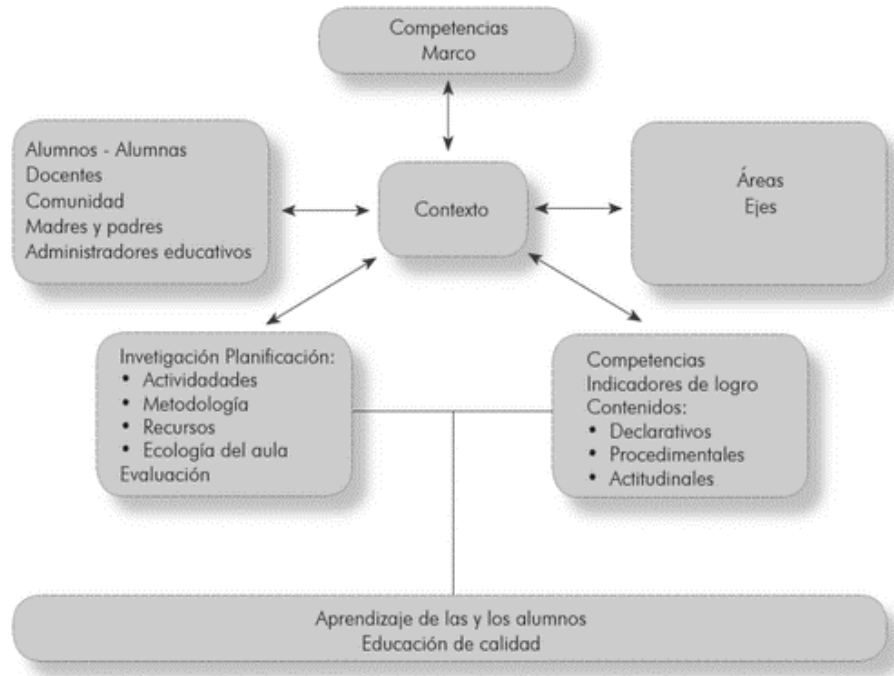 Competencias
Marco
Alumnos - Alumnas
Docentes
Comunidad
Madres y padres
Administradores educativos
Contexto
Áreas
Ejes
Invetigación Planificación:
• Activadades
• Metodología
• Recursos
• Ecología del aula
Evaluación
Competencias
Indicadores de logro
Contenidos:
• Declarativos
• Procedimentales
• Actitudinales
Aprendizaje de las y los alumnos
Educación de calidad